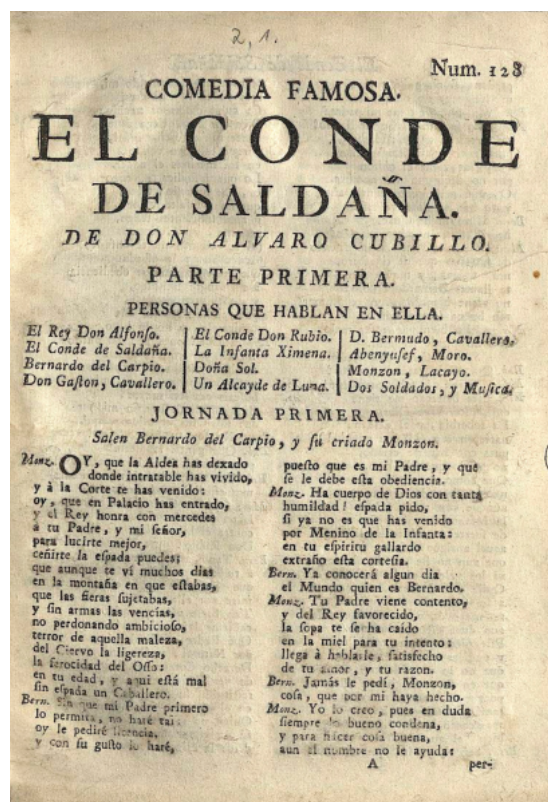 2, 1.
Num. 128
COMEDIA FAMOSA.
EL CONDE
DE SALDAÑA.
DE DON ALVARO CUBILLO.
PARTE PRIMERA.
PERSONAS QUE HABLAN EN ELLA.
El Rey Don Alfonso.
El Conde de Saldaña.
Bernardo del Carpio.
Don Gaston, Cavallero.
El Conde Don Rubio.
La Infanta Ximena.
Doña Sol.
Un Alcayde de Luna.
D. Bermudo, Cavallero.
Abenyusef, Moro.
Monzon, Lacayo.
Dos Soldados, y Musica.
JORNADA PRIMERA.
Salen Bernardo del Carpio, y su criado Monzon.
Monz. OY, que la Aldea has dexado
donde intratable has vivido,
y à la Corte te has venido:
oy, que en Palacio has entrado,
y el Rey honra con mercedes
a tu Padre, y mi señor,
para lucirte mejor,
ceñirte la espada puedes;
que aunque te vi muchos dias
en la montaña en que estabas,
que las fieras sujetabas,
y sin armas las vencias,
no perdonando ambicioso,
terror de aquella maleza,
del Ciervo la ligereza,
la ferocidad del Osso:
en tu edad, y aqui está mal
sin espada un Caballero.
Bern. Sin que mi Padre primero
lo permita, no haré tal:
oy le pediré licencia,
y con su gusto lo haré,
puesto que es mi Padre, y que
se le debe esta obediencia.
Monz. Ha cuerpo de Dios con tanta
humildad! espada pido,
si ya no es que has venido
por Menino de la Infanta:
en tu espiritu gallardo
extraño esta cortesia.
Bern. Ya conocerá algun dia
el Mundo quien es Bernardo.
Monz. Tu Padre viene contento,
y del Rey favorecido,
la sopa te se ha caido
en la miel para tu intento:
llega à hablarle, satisfecho
de tu amor, y tu razon.
Bern. Jamás le pedí, Monzon,
cosa, que por mi haya hecho.
Monz. Yo lo creo, pues en duda
siempre lo bueno condena,
y para hacer cosa buena,
aun el nombre no le ayuda:
A
per-